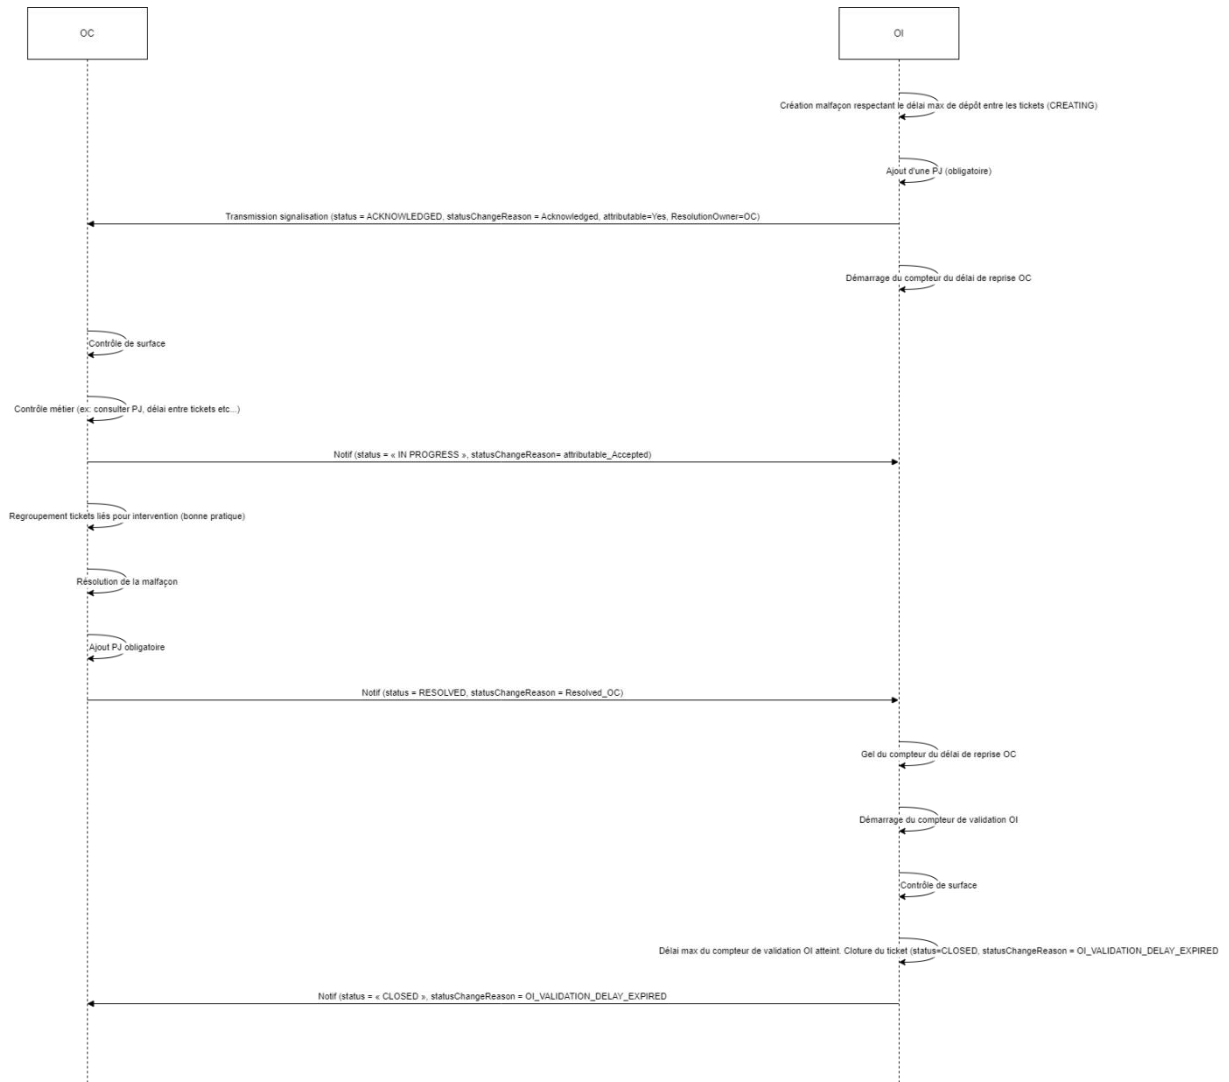 OC
OI
Création malfaçon respectant le délai max de dépôt entre les tickets (CREATING)
Ajout d'une PJ (obligatoire)
Transmission signalisation (status = ACKNOWLEDGED, statusChangeReason = Acknowledged, attributable=Yes, ResolutionOwner=OC)
Démarrage du compteur du délai de reprise OC
Contrôle de surface
Contrôle métier (ex: consulter PJ, délai entre tickets etc...)
Notif (status = « IN PROGRESS », statusChangeReason= attributable_Accepted)
Regroupement tickets liés pour intervention (bonne pratique)
Résolution de la malfaçon
Ajout PJ obligatoire
Notif (status = RESOLVED, statusChangeReason = Resolved_OC)
Gel du compteur du délai de reprise OC
Démarrage du compteur de validation OI
Contrôle de surface
Délai max du compteur de validation OI atteint. Cloture du ticket (status=CLOSED, statusChangeReason = OI_VALIDATION_DELAY_EXPIRED
Notif (status = « CLOSED », statusChangeReason = OI_VALIDATION_DELAY_EXPIRED